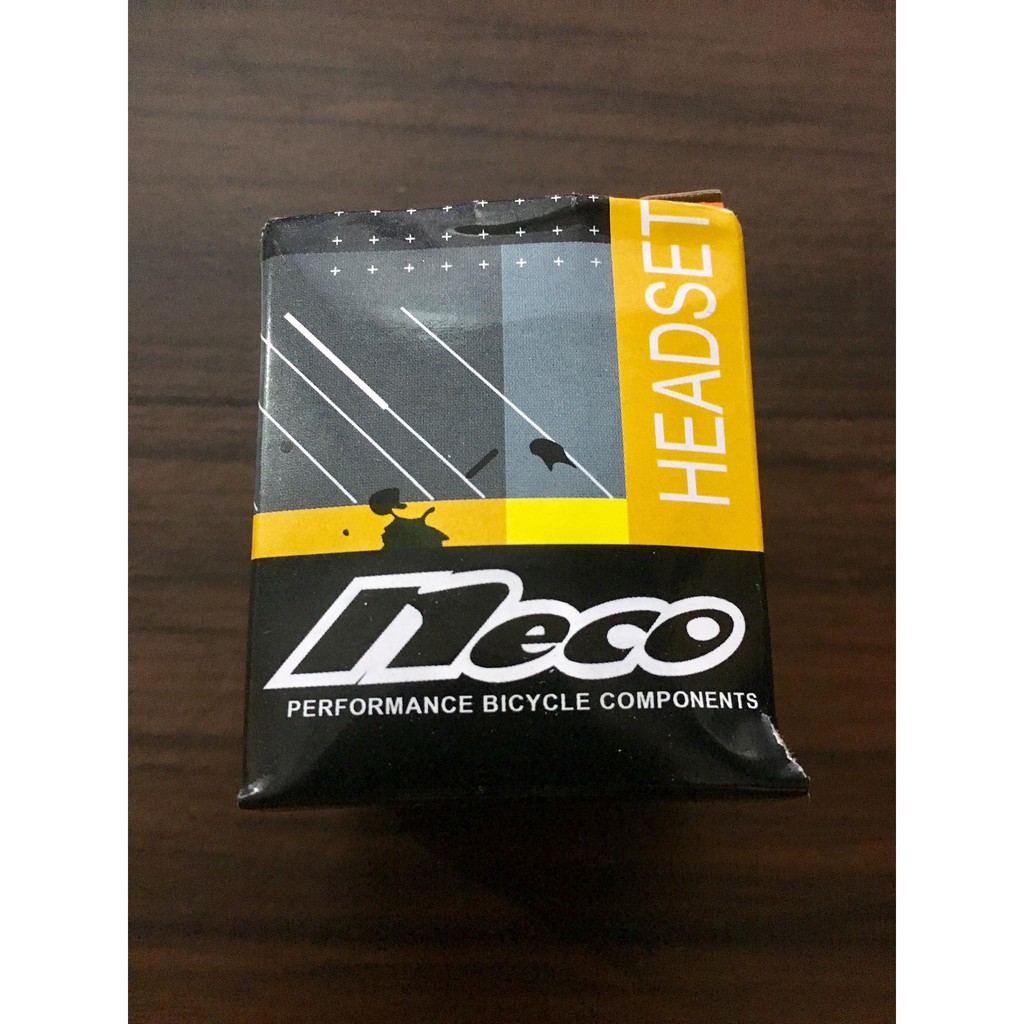 HEADSET
neco
PERFORMANCE BICYCLE COMPONENTS